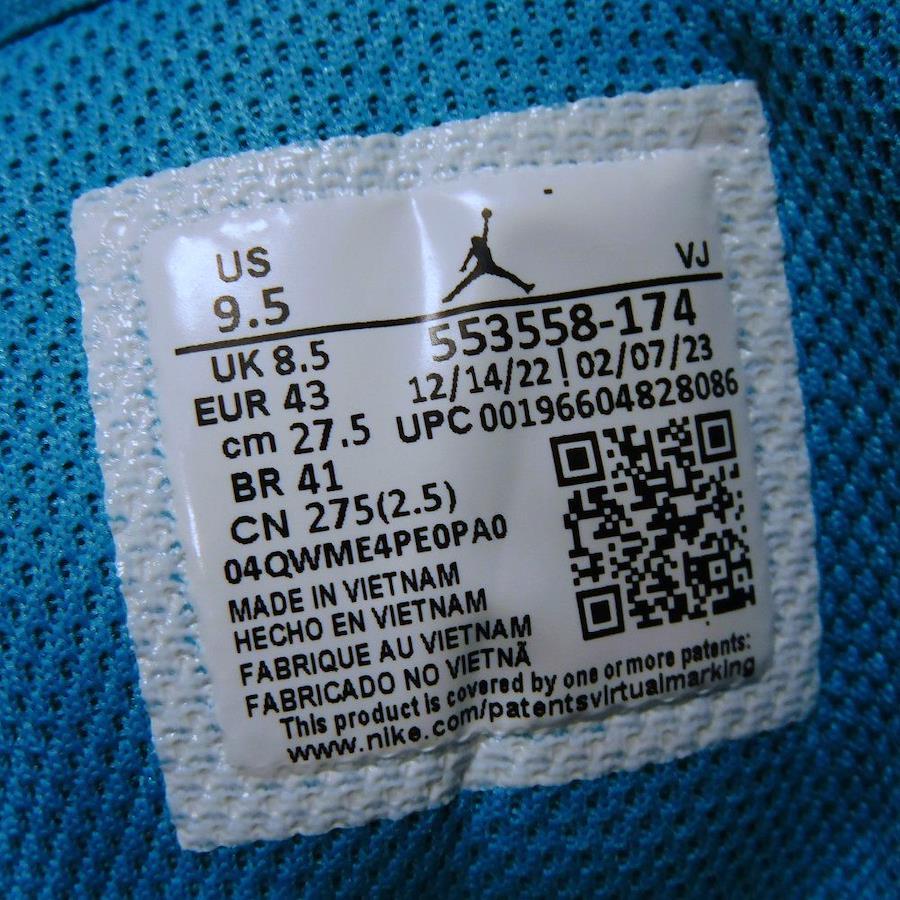 US
9.5
VJ
553558-174
UK 8.5
12/14/22 ! 02/07/23
EUR 43
UPC 00196604828086
cm 27.5
BR 41
CN 275(2.5)
04QWME4PE0PA0
MADE IN VIETNAM
HECHO EN VIETNAM
FABRIQUE AU VIETNAM
FABRICADO NO VIETNÃ
This product is covered by one or more patents:
www.nike.com/patentsvirtualmarking